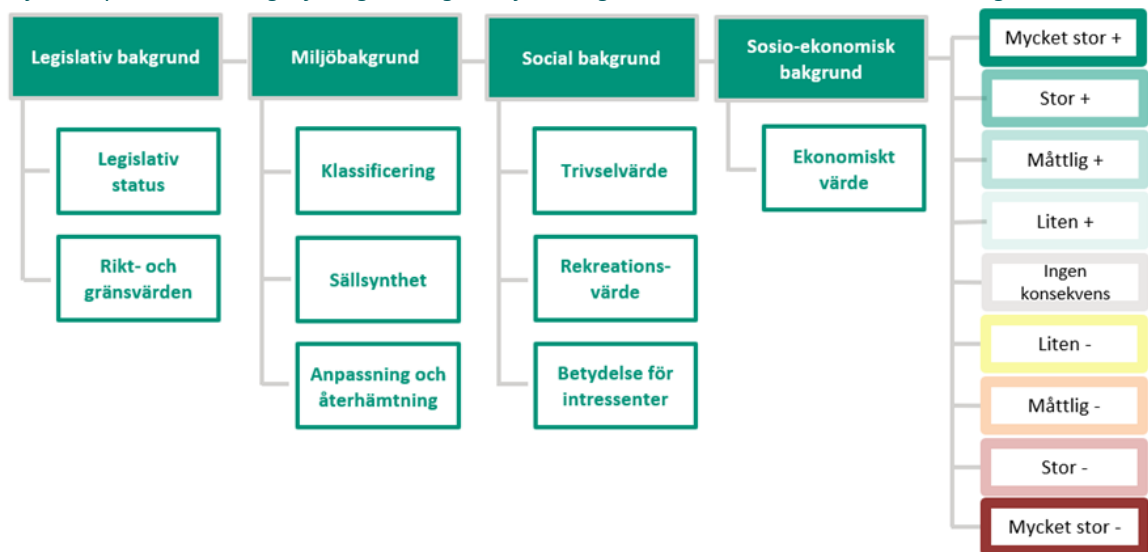 Legislativ bakgrund
Miljöbakgrund
Social bakgrund
Sosio-ekonomisk
bakgrund
Legislativ
status
Rikt- och
gränsvärden
Klassificering
Sällsynthet
Anpassning och
återhämtning
Trivselvärde
Rekreations-
värde
Betydelse för
intressenter
Ekonomiskt
värde
Mycket stor +
Stor +
Måttlig +
Liten +
Ingen
konsekvens
Liten -
Måttlig -
Stor -
Mycket stor -